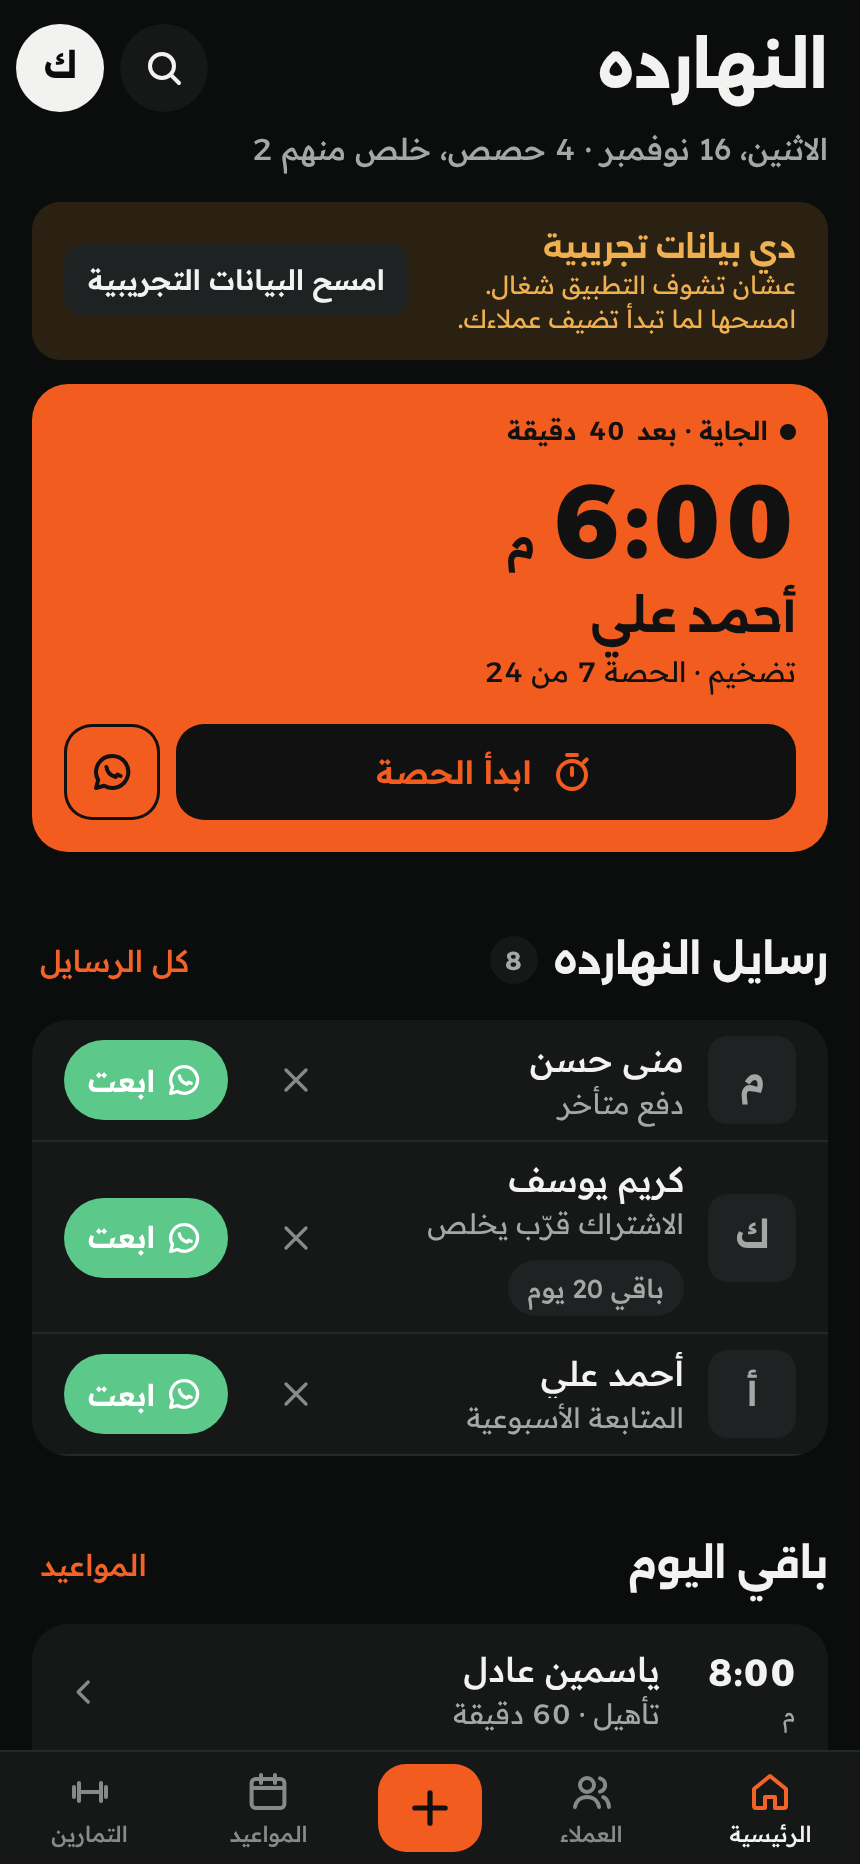 النهارده
ك
الاثنين، 16 نوفمبر · 4 حصص، خلص منهم 2
دي بيانات تجريبية
عشان تشوف التطبيق شغال.
امسحها لما تبدأ تضيف عملاءك.
امسح البيانات التجريبية
الجاية · بعد 40 دقيقة
6:00 م
أحمد علي
تضخيم · الحصة 7 من 24
ابدأ الحصة
رسايل النهارده 8
كل الرسايل
م
منى حسن
دفع متأخر
ابعت
ك
كريم يوسف
الاشتراك قرّب يخلص
باقي 20 يوم
ابعت
أ
أحمد علي
المتابعة الأسبوعية
ابعت
باقي اليوم
المواعيد
8:00
م
ياسمين عادل
تأهيل · 60 دقيقة
الرئيسية
العملاء
المواعيد
التمارين